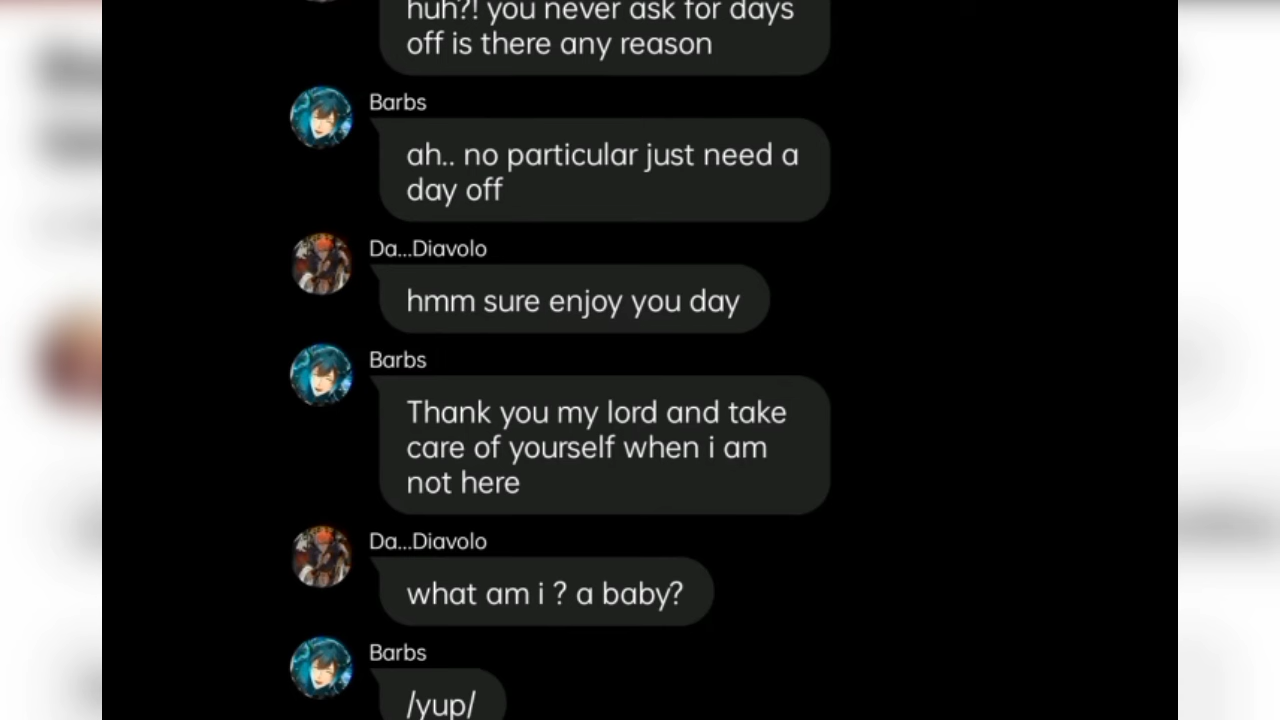 huh?! you never ask for days
off is there any reason
Barbs
ah.. no particular just need a
day off
Da...Diavolo
hmm sure enjoy you day
Barbs
Thank you my lord and take
care of yourself when i am
not here
Da...Diavolo
what am i ? a baby?
Barbs
/yup/